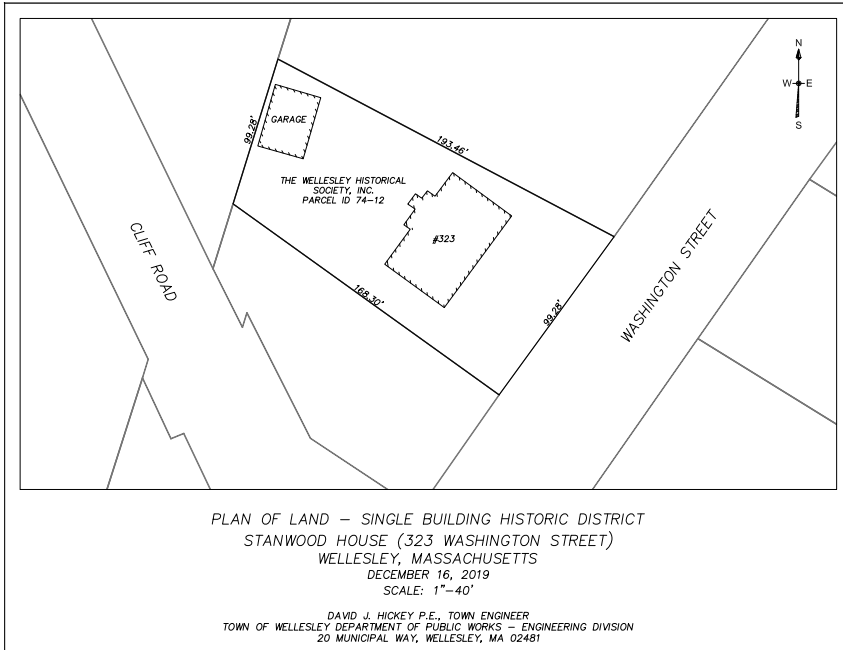 N
W E
S
GARAGE
99.28'
193.46'
THE WELLESLEY HISTORICAL
SOCIETY, INC.
PARCEL ID 74-12
#323
CLIFF ROAD
168.30'
99.28'
WASHINGTON STREET
PLAN OF LAND – SINGLE BUILDING HISTORIC DISTRICT
STANWOOD HOUSE (323 WASHINGTON STREET)
WELLESLEY, MASSACHUSETTS
DECEMBER 16, 2019
SCALE: 1"-40'
DAVID J. HICKEY P.E., TOWN ENGINEER
TOWN OF WELLESLEY DEPARTMENT OF PUBLIC WORKS – ENGINEERING DIVISION
20 MUNICIPAL WAY, WELLESLEY, MA 02481